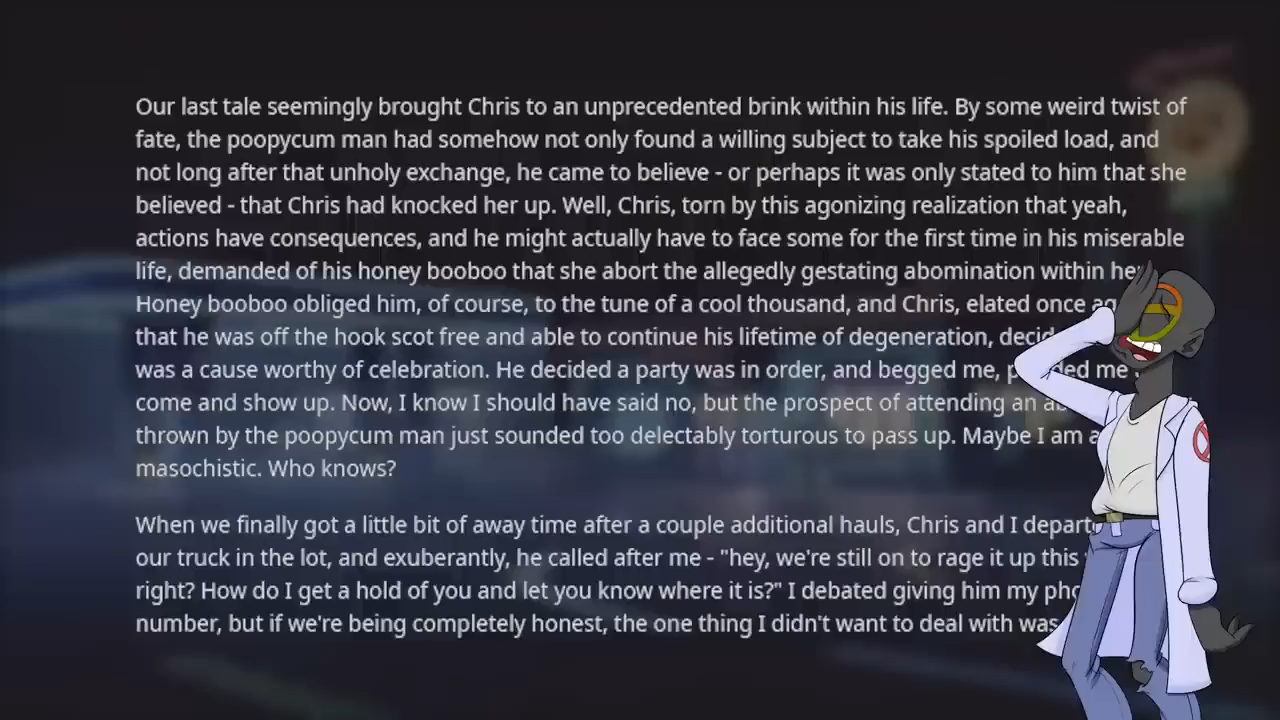 Our last tale seemingly brought Chris to an unprecedented brink within his life. By some weird twist of
fate, the poopycum man had somehow not only found a willing subject to take his spoiled load, and
not long after that unholy exchange, he came to believe - or perhaps it was only stated to him that she
believed - that Chris had knocked her up. Well, Chris, torn by this agonizing realization that yeah,
actions have consequences, and he might actually have to face some for the first time in his miserable
life, demanded of his honey booboo that she abort the allegedly gestating abomination within
Honey booboo obliged him, of course, to the tune of a cool thousand, and Chris, elated once
that he was off the hook scot free and able to continue his lifetime of degeneration,
was a cause worthy of celebration. He decided a party was in order, and begged me, me
come and show up. Now, I know I should have said no, but the prospect of attending an
thrown by the poopycum man just sounded too delectably torturous to pass up. Maybe I am
masochistic. Who knows?
When we finally got a little bit of away time after a couple additional hauls, Chris and I
our truck in the lot, and exuberantly, he called after me - "hey, we're still on to rage it up this
right? How do I get a hold of you and let you know where it is?" I debated giving him my
number, but if we're being completely honest, the one thing I didn't want to deal with was